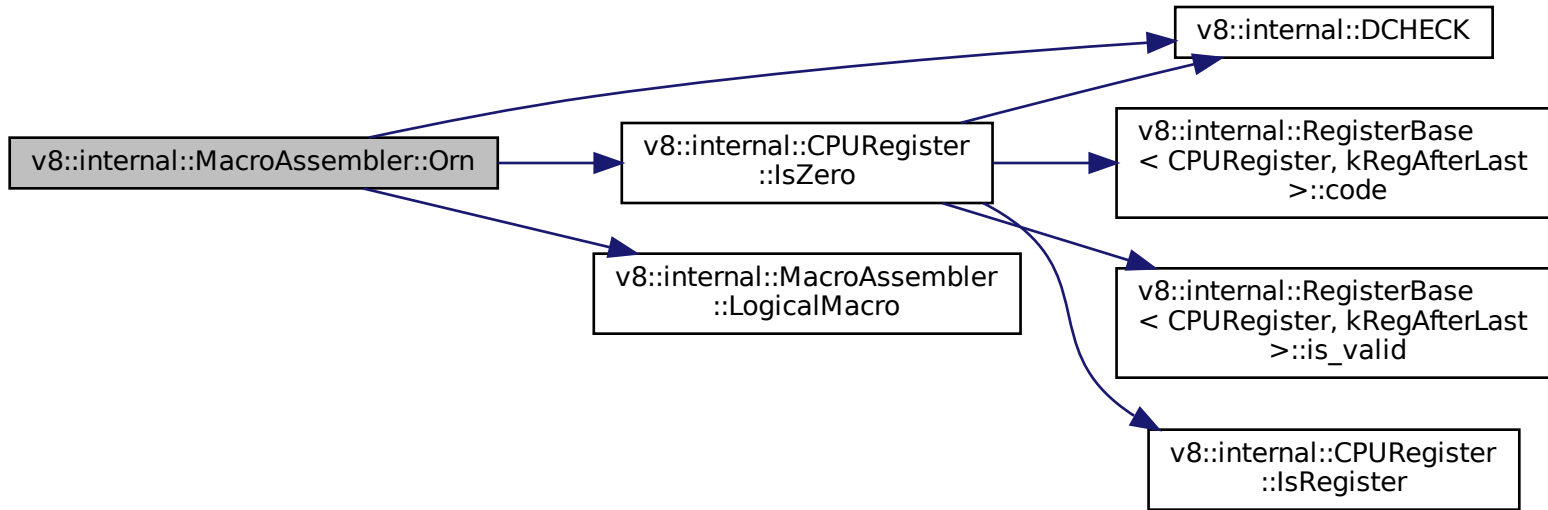 v8::internal::MacroAssembler::Orn
v8::internal::CPURegister
::IsZero
v8::internal::MacroAssembler
::LogicalMacro
v8::internal::DCHECK
v8::internal::RegisterBase
< CPURegister, kRegAfterLast
>::code
v8::internal::RegisterBase
< CPURegister, kRegAfterLast
>::is_valid
v8::internal::CPURegister
::IsRegister